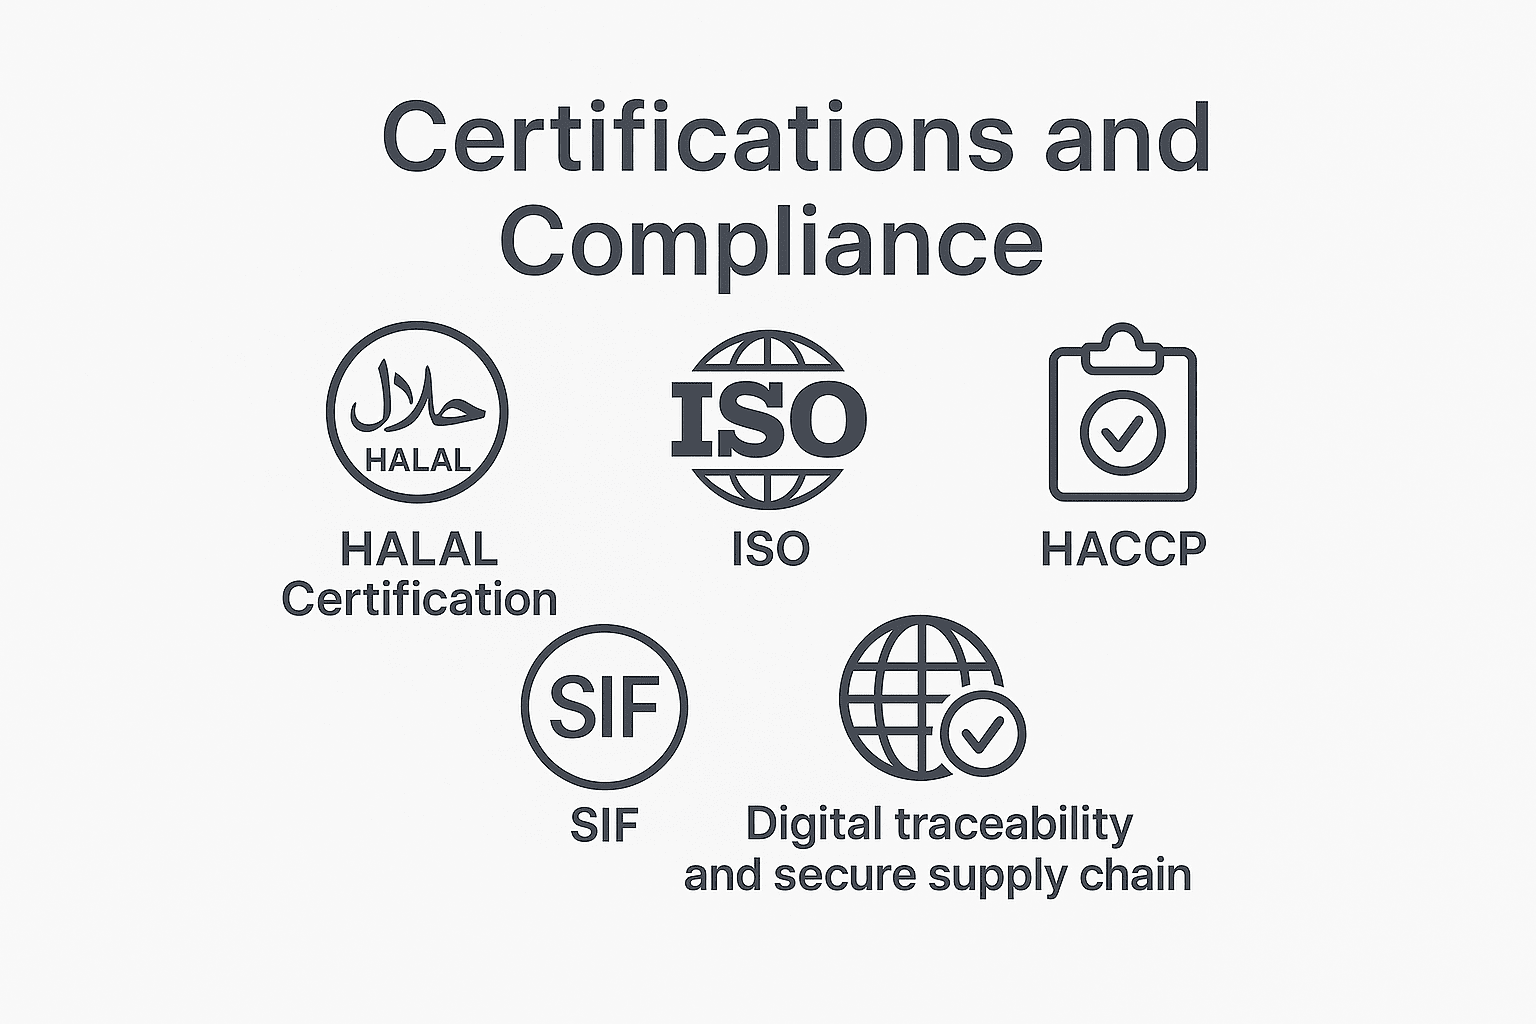 Certifications and
Compliance
حلال
HALAL
HALAL
Certification
ISO
ISO
HACCP
SIF
SIF
Digital traceability
and secure supply chain